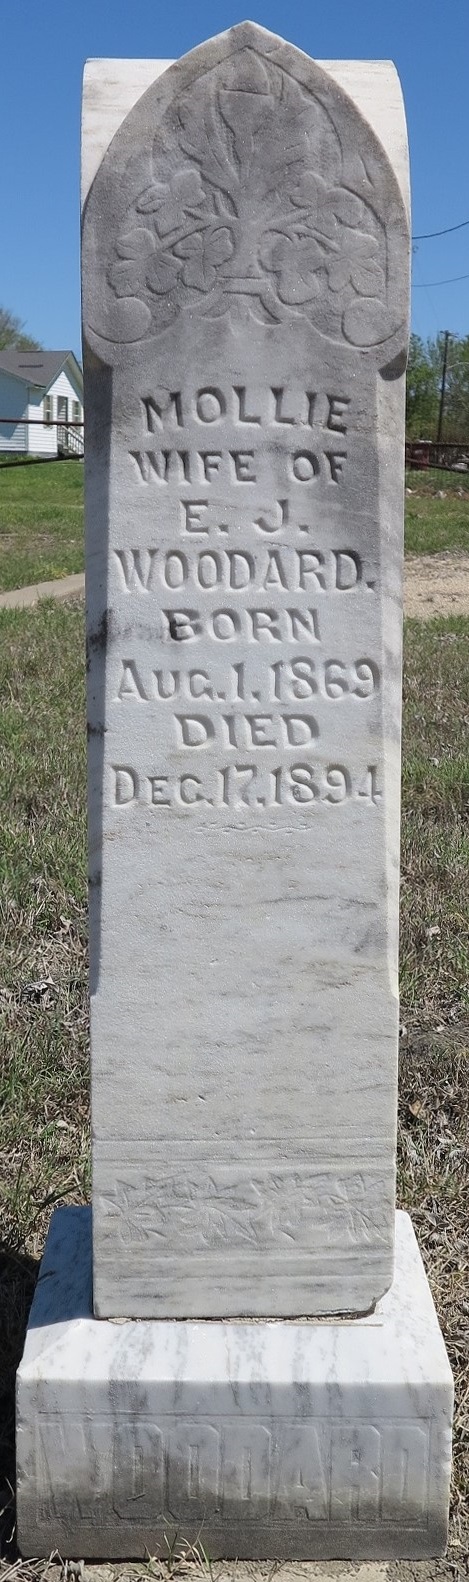 MOLLIE
WIFE OF
E. J.
WOODARD.
BORN
AUG. 1. 1869
DIED
DEC. 17. 1894
WOODARD